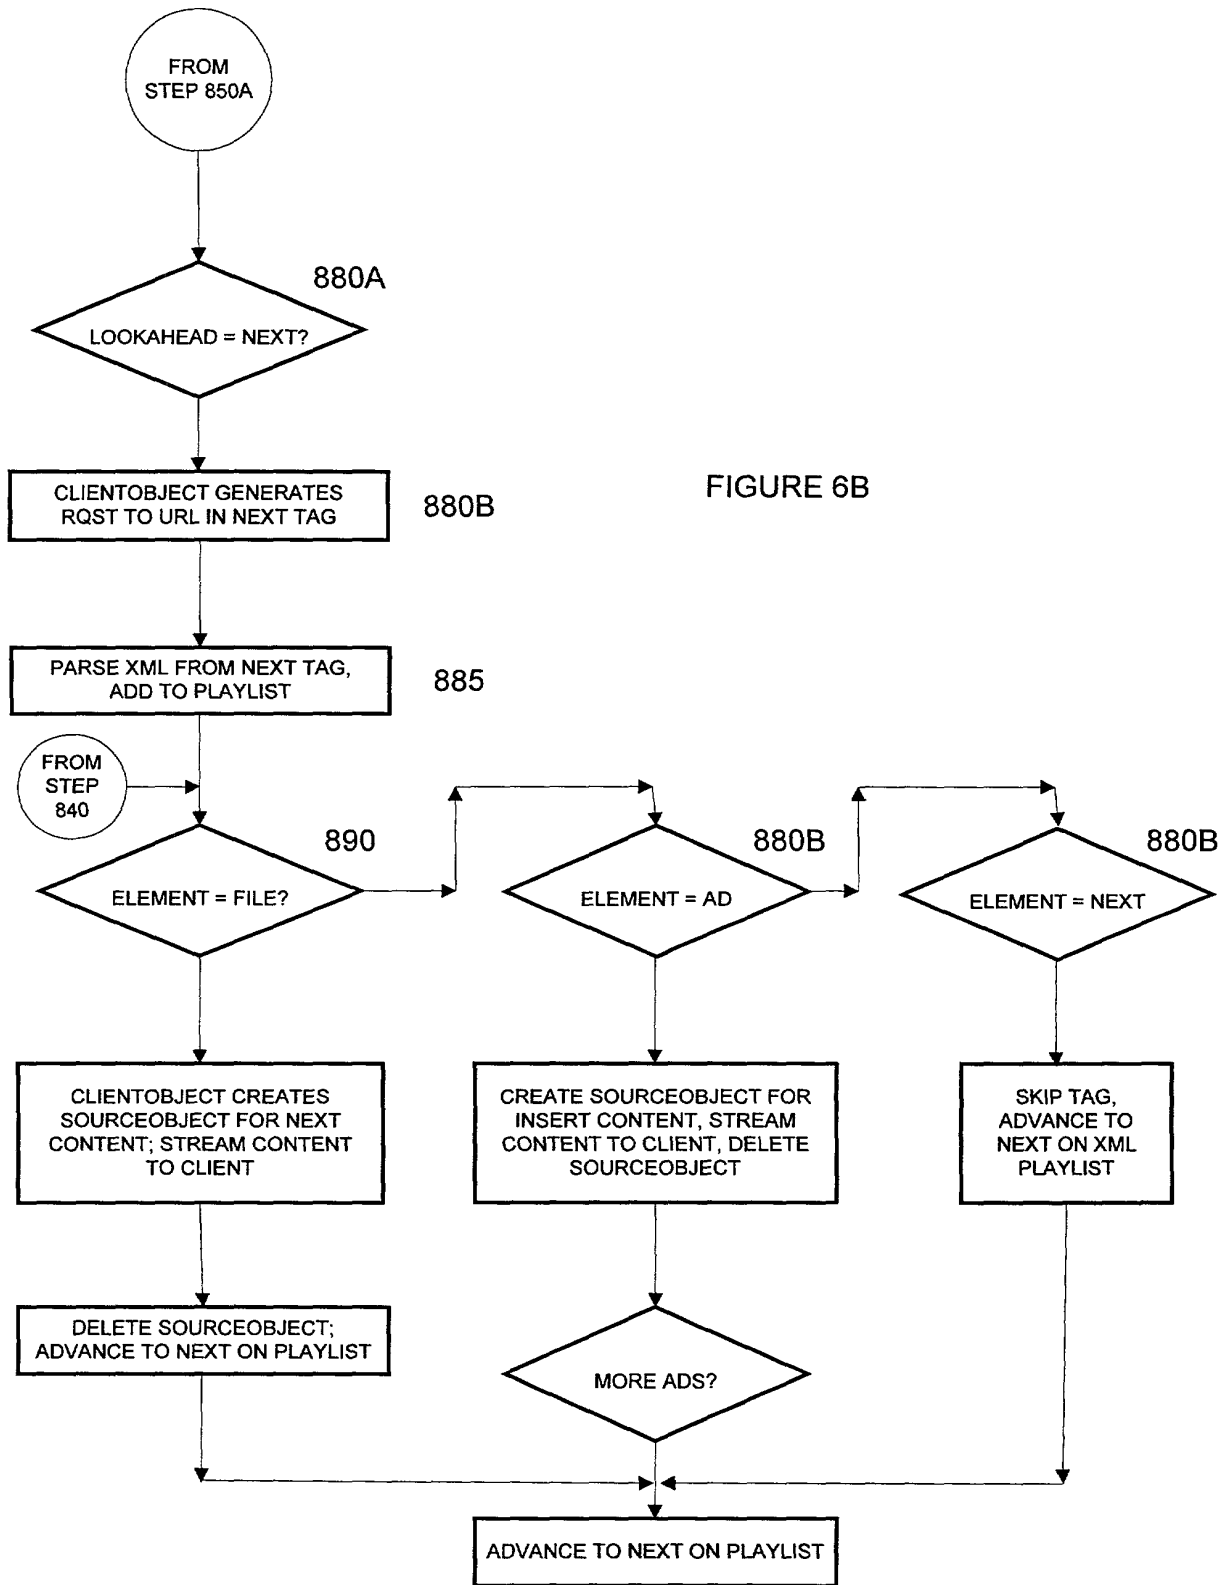 FROM
STEP 850A
880A
LOOKAHEAD = NEXT?
CLIENTOBJECT GENERATES
RQST TO URL IN NEXT TAG
880B
FIGURE 6B
PARSE XML FROM NEXT TAG,
ADD TO PLAYLIST
885
FROM
STEP
840
890
ELEMENT = FILE?
880B
ELEMENT = AD
880B
ELEMENT = NEXT
CLIENTOBJECT CREATES
SOURCEOBJECT FOR NEXT
CONTENT; STREAM CONTENT
TO CLIENT
CREATE SOURCEOBJECT FOR
INSERT CONTENT, STREAM
CONTENT TO CLIENT, DELETE
SOURCEOBJECT
SKIP TAG,
ADVANCE TO
NEXT ON XML
PLAYLIST
DELETE SOURCEOBJECT;
ADVANCE TO NEXT ON PLAYLIST
MORE ADS?
ADVANCE TO NEXT ON PLAYLIST